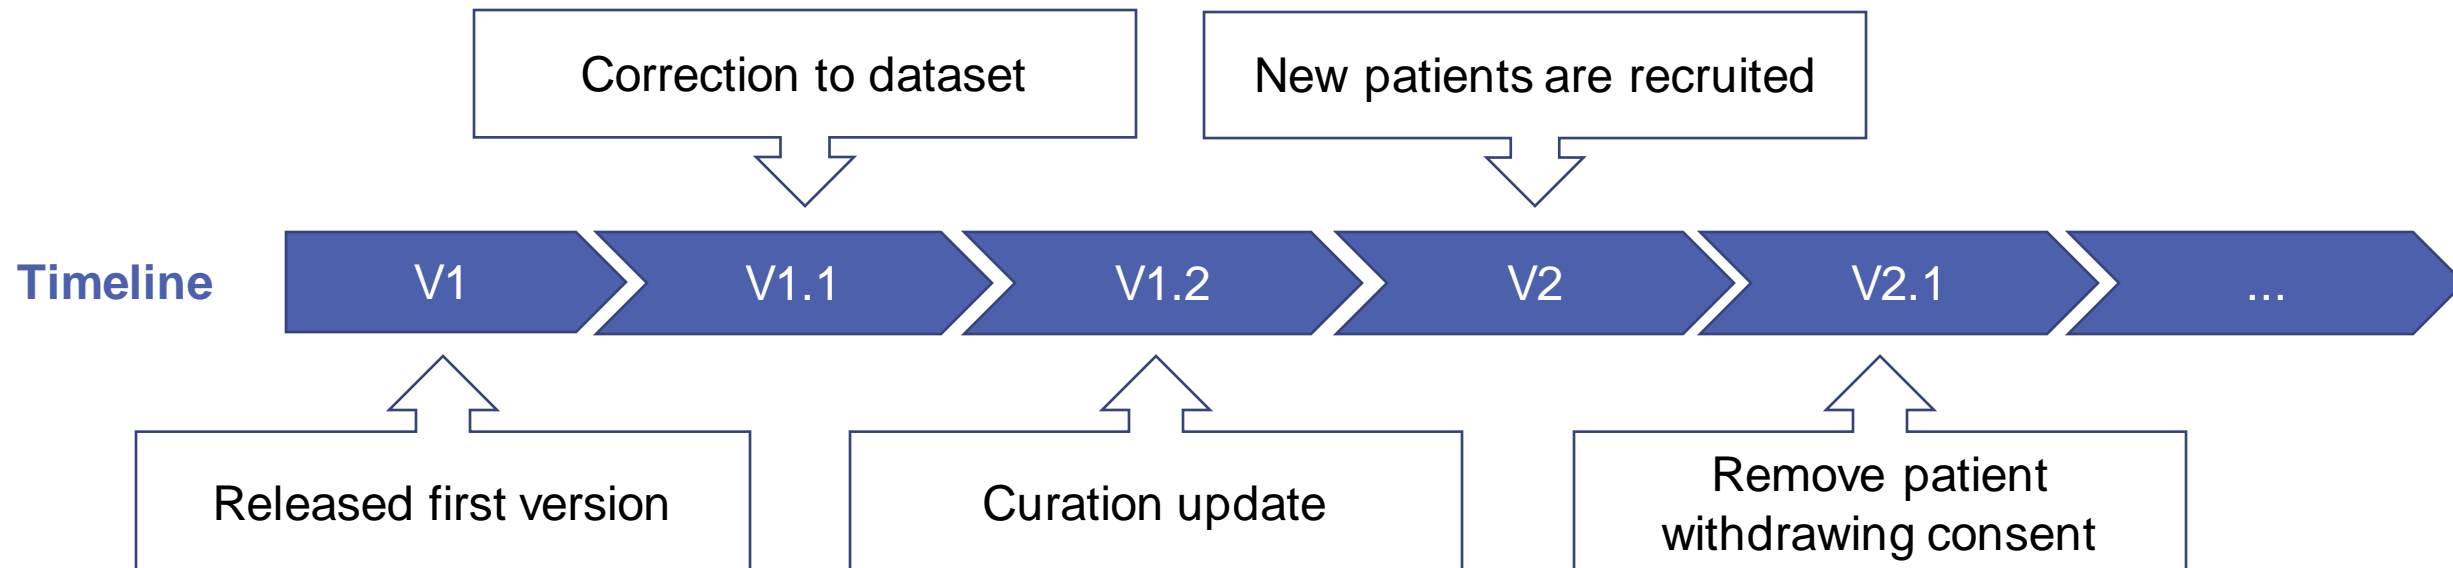 Correction to dataset
New patients are recruited
Timeline
V1
V1.1
V1.2
V2
V2.1
...
Released first version
Curation update
Remove patient
withdrawing consent